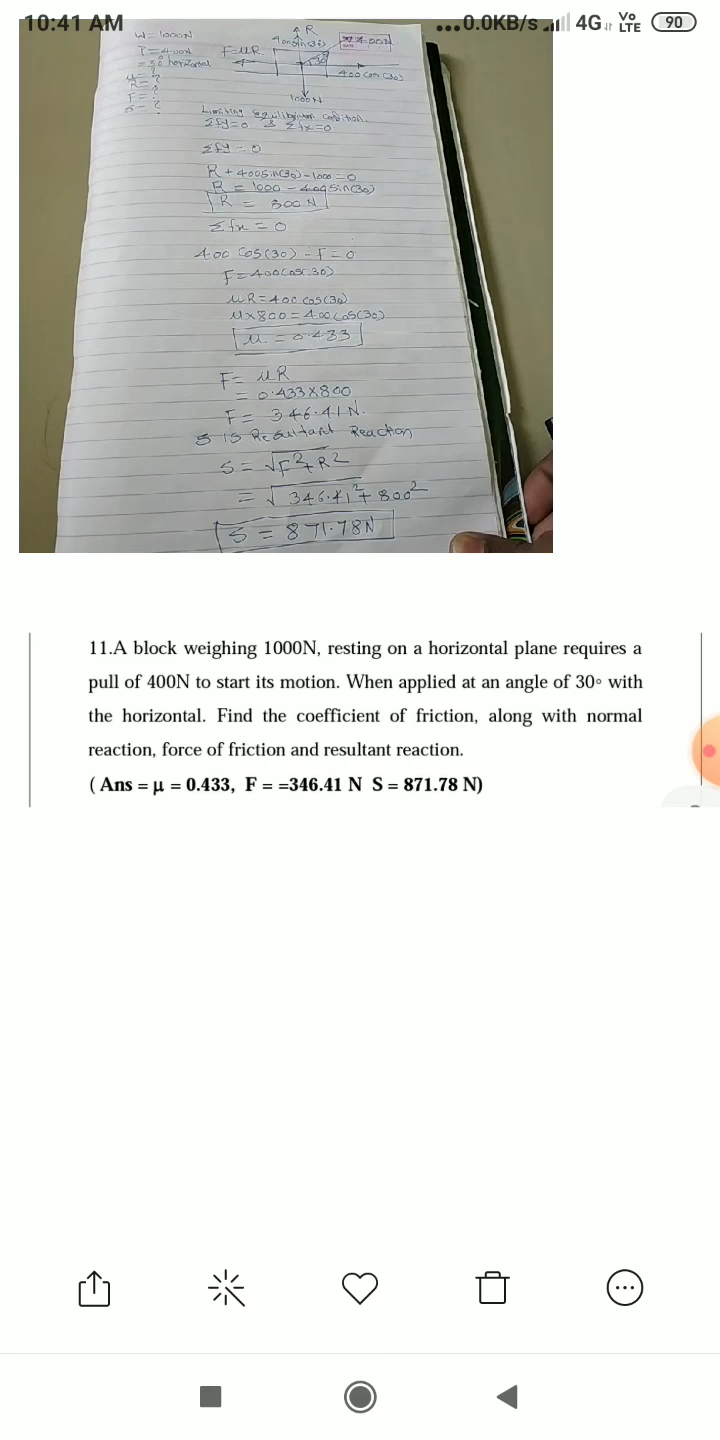 10:41 AM ...0.0KB/s 4G Vo LTE 90
W = 1000N
P = 400N
= 30° horizontal
μ = ?
R = ?
F = ?
S = ?
R
400 sin(30)
F=μR
400N
30°
400 cos (30)
1000N
Limiting equilibrium condition.
Σfy=0 & Σfx=0
Σfy = 0
R + 400sin(30) - 1000 = 0
R = 1000 - 400sin(30)
R = 800 N
Σfx = 0
400 cos(30) - F = 0
F = 400 cos(30)
μR = 400 cos(30)
μ×800 = 400 cos(30)
μ = 0.433
F = μR
= 0.433×800
F = 346.41 N.
S is Resultant Reaction
S = √F²+R²
= √346.41²+800²
S = 871.78N
11.A block weighing 1000N, resting on a horizontal plane requires a
pull of 400N to start its motion. When applied at an angle of 30° with
the horizontal. Find the coefficient of friction, along with normal
reaction, force of friction and resultant reaction.
( Ans = μ = 0.433, F = =346.41 N S = 871.78 N)